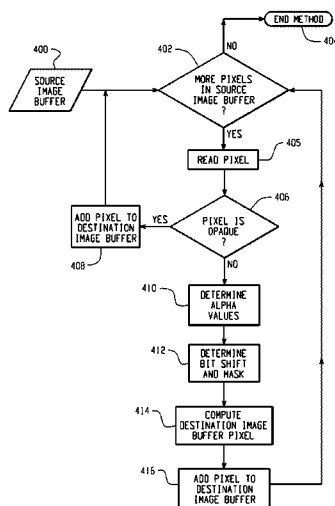 400
SOURCE
IMAGE
BUFFER
402
NO
END METHOD
404
MORE PIXELS
IN SOURCE
IMAGE BUFFER
?
YES
READ PIXEL
405
406
PIXEL IS
OPAQUE
?
YES
ADD PIXEL TO
DESTINATION
IMAGE BUFFER
408
NO
410
DETERMINE
ALPHA
VALUES
412
DETERMINE
BIT SHIFT
AND MASK
414
COMPUTE
DESTINATION IMAGE
BUFFER PIXEL
416
ADD PIXEL TO
DESTINATION
IMAGE BUFFER